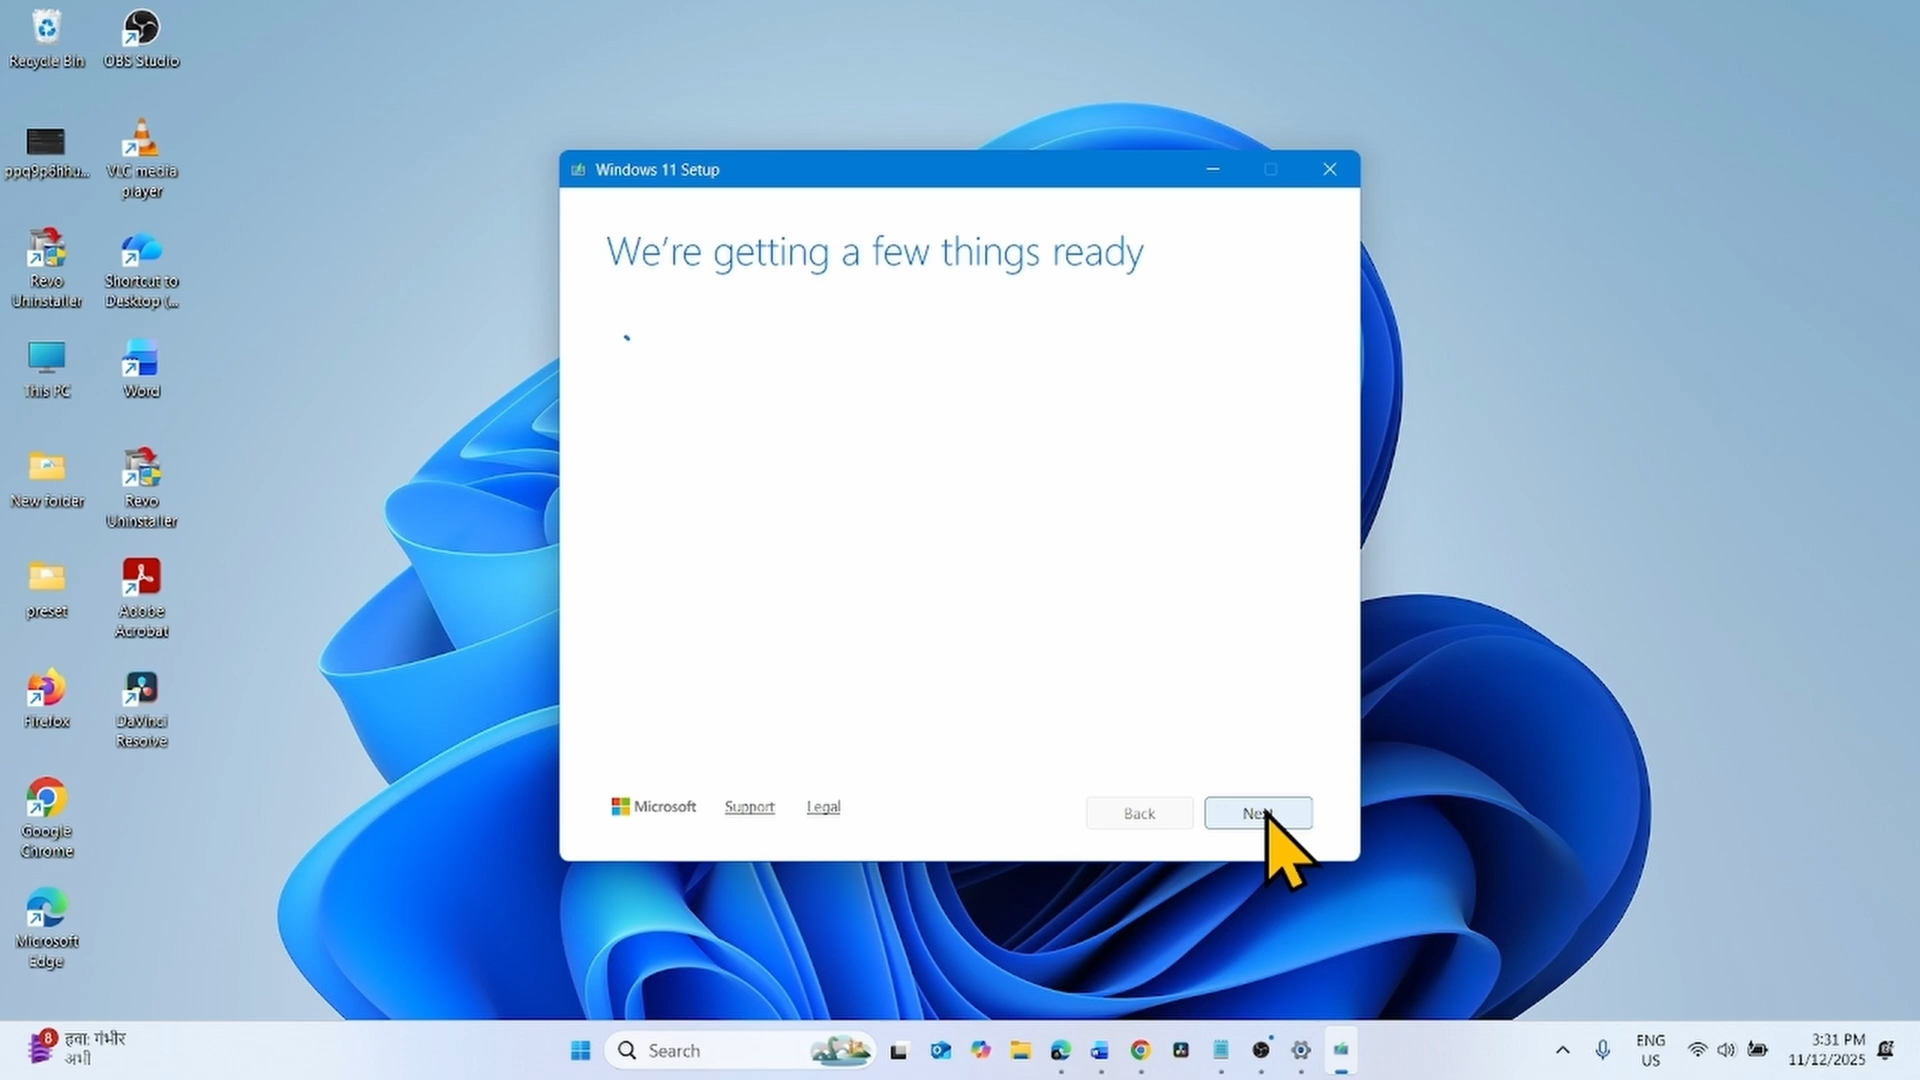 Recycle Bin
OBS Studio
ppq9p8hhu...
VLC media
player
Revo
Uninstaller
Shortcut to
Desktop (...
This PC
Word
New folder
Revo
Uninstaller
preset
Adobe
Acrobat
Firefox
DaVinci
Resolve
Google
Chrome
Microsoft
Edge
Windows 11 Setup
We're getting a few things ready
Microsoft
Support
Legal
Back
Next
8
हवा: गंभीर
अभी
Search
ENG
US
3:31 PM
11/12/2025